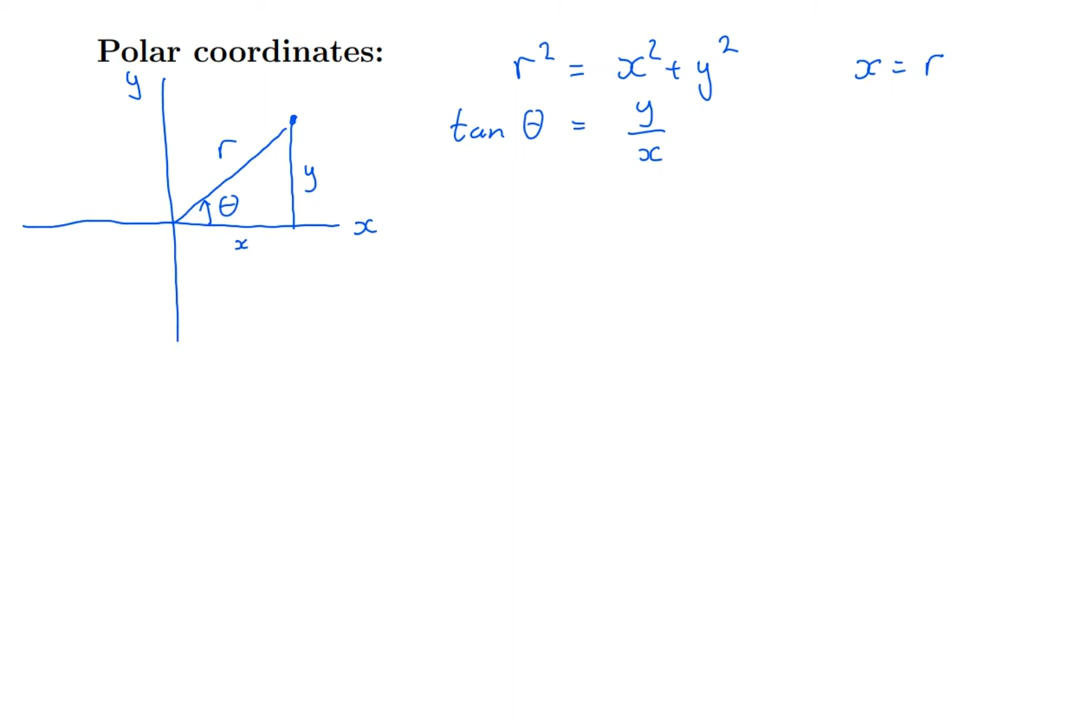 Polar coordinates:
r² = x² + y²
x = r
tan θ = y/x
y
r
y
θ
x
x